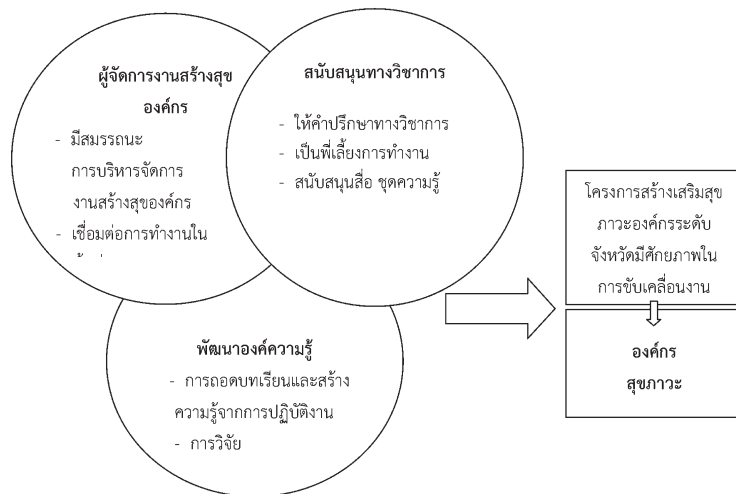 ผู้จัดการงานสร้างสุข
องค์กร
- มีสมรรถนะ
การบริหารจัดการ
งานสร้างสุของค์กร
- เชื่อมต่อการทำงานใน
สนับสนุนทางวิชาการ
- ให้คำปรึกษาทางวิชาการ
- เป็นพี่เลี้ยงการทำงาน
- สนับสนุนสื่อ ชุดความรู้
พัฒนาองค์ความรู้
- การถอดบทเรียนและสร้าง
ความรู้จากการปฏิบัติงาน
- การวิจัย
โครงการสร้างเสริมสุข
ภาวะองค์กรระดับ
จังหวัดมีศักยภาพใน
การขับเคลื่อนงาน
องค์กร
สุขภาวะ